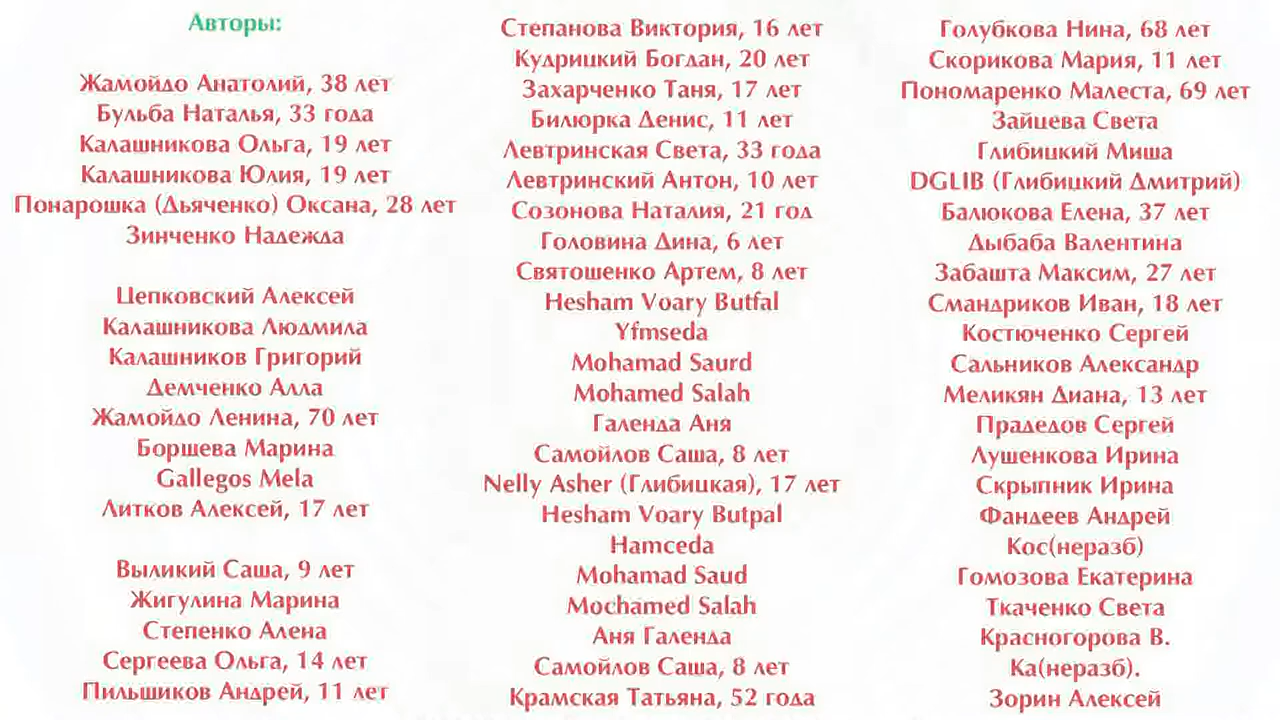 Авторы:
Жамойдо Анатолий, 38 лет
Бульба Наталья, 33 года
Калашникова Ольга, 19 лет
Калашникова Юлия, 19 лет
Понарошка (Дьяченко) Оксана, 28 лет
Зинченко Надежда
Цепковский Алексей
Калашникова Людмила
Калашников Григорий
Демченко Алла
Жамойдо Ленина, 70 лет
Боршева Марина
Gallegos Mela
Литков Алексей, 17 лет
Выликий Саша, 9 лет
Жигулина Марина
Степенко Алена
Сергеева Ольга, 14 лет
Пильшиков Андрей, 11 лет
Степанова Виктория, 16 лет
Кудрицкий Богдан, 20 лет
Захарченко Таня, 17 лет
Билюрка Денис, 11 лет
Левтринская Света, 33 года
Левтринский Антон, 10 лет
Созонова Наталия, 21 год
Головина Дина, 6 лет
Святошенко Артем, 8 лет
Hesham Voary Butfal
Yfmseda
Mohamad Saurd
Mohamed Salah
Галенда Аня
Самойлов Саша, 8 лет
Nelly Asher (Глибицкая), 17 лет
Hesham Voary Butpal
Hamceda
Mohamad Saud
Mochamed Salah
Аня Галенда
Самойлов Саша, 8 лет
Крамская Татьяна, 52 года
Голубкова Нина, 68 лет
Скорикова Мария, 11 лет
Пономаренко Малеста, 69 лет
Зайцева Света
Глибицкий Миша
DGLIB (Глибицкий Дмитрий)
Балюкова Елена, 37 лет
Дыбаба Валентина
Забашта Максим, 27 лет
Смандриков Иван, 18 лет
Костюченко Сергей
Сальников Александр
Меликян Диана, 13 лет
Прадедов Сергей
Лушенкова Ирина
Скрыпник Ирина
Фандеев Андрей
Кос(неразб)
Гомозова Екатерина
Ткаченко Света
Красногорова В.
Ка(неразб).
Зорин Алексей